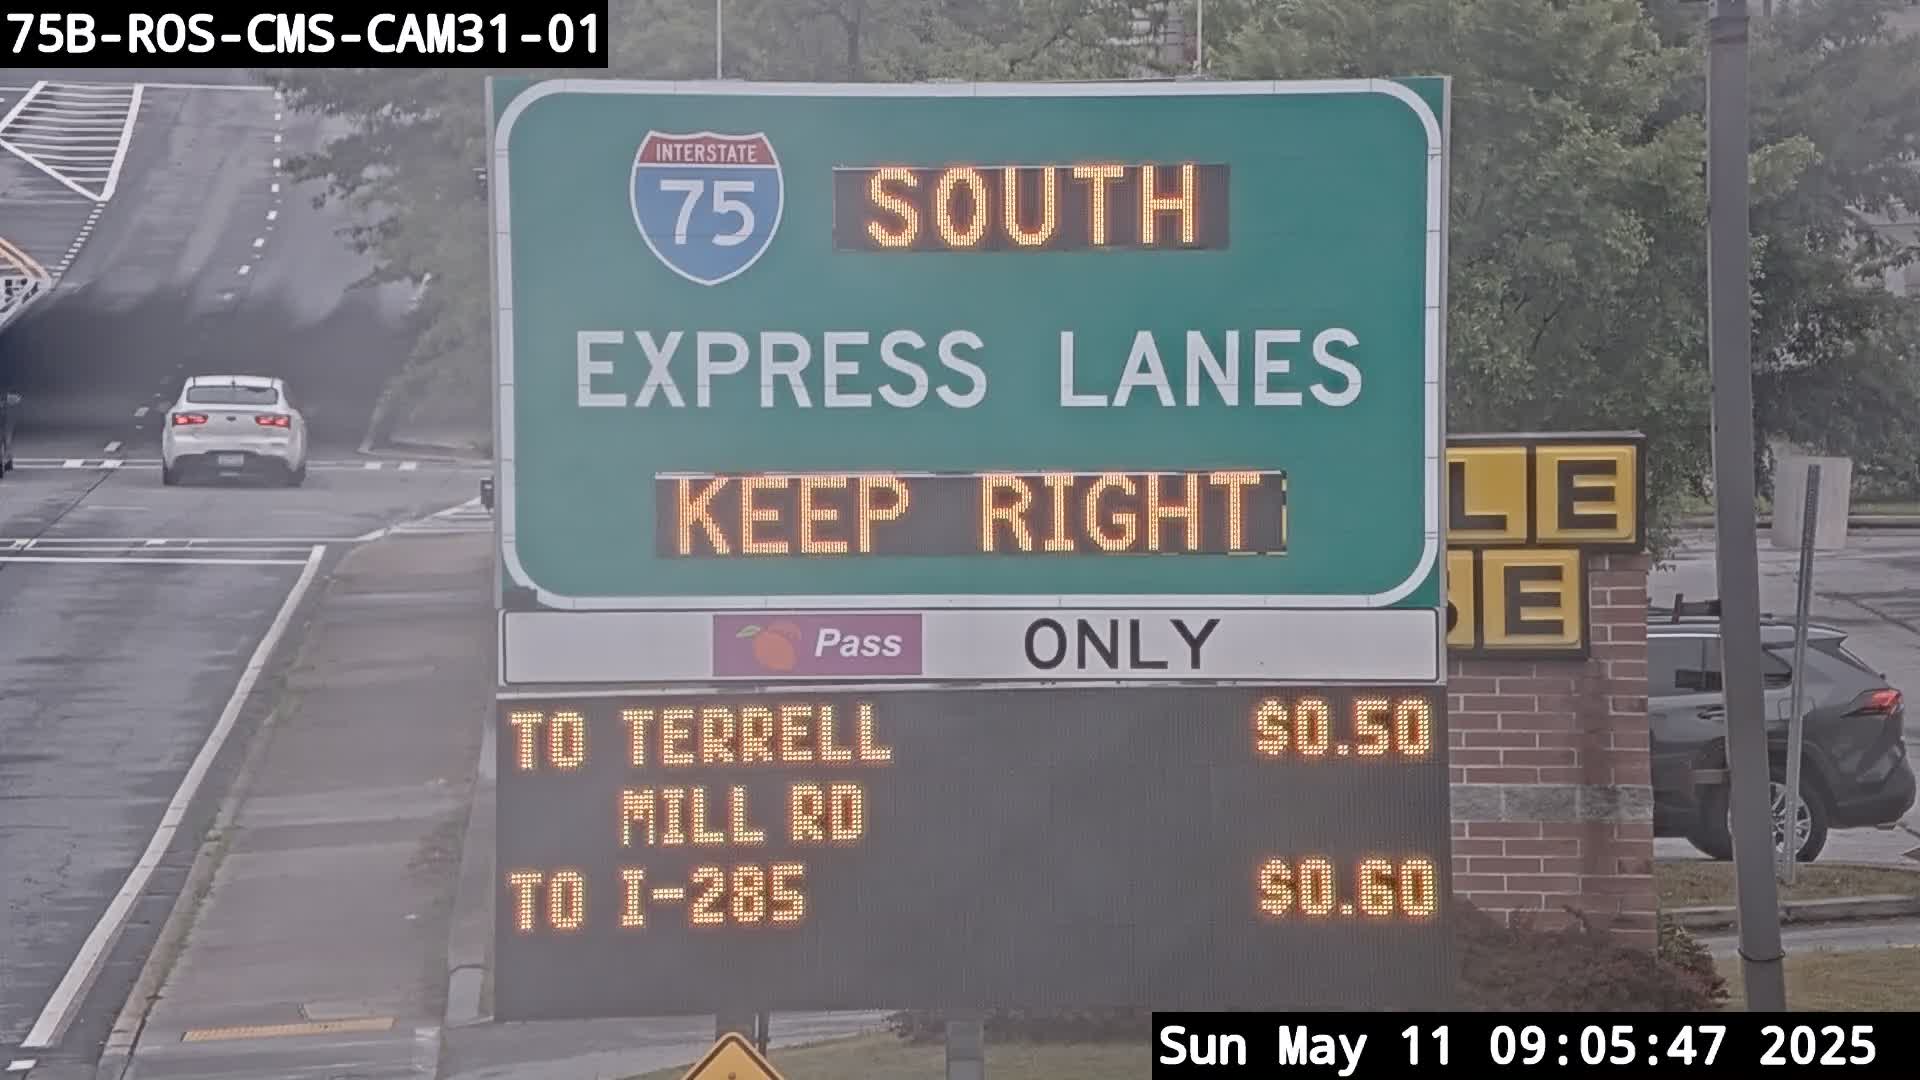 75B-ROS-CMS-CAM31-01
INTERSTATE
75
SOUTH
EXPRESS LANES
KEEP RIGHT
Pass ONLY
TO TERRELL $0.50
MILL RD
TO I-285 $0.60
LE
E
Sun May 11 09:05:47 2025